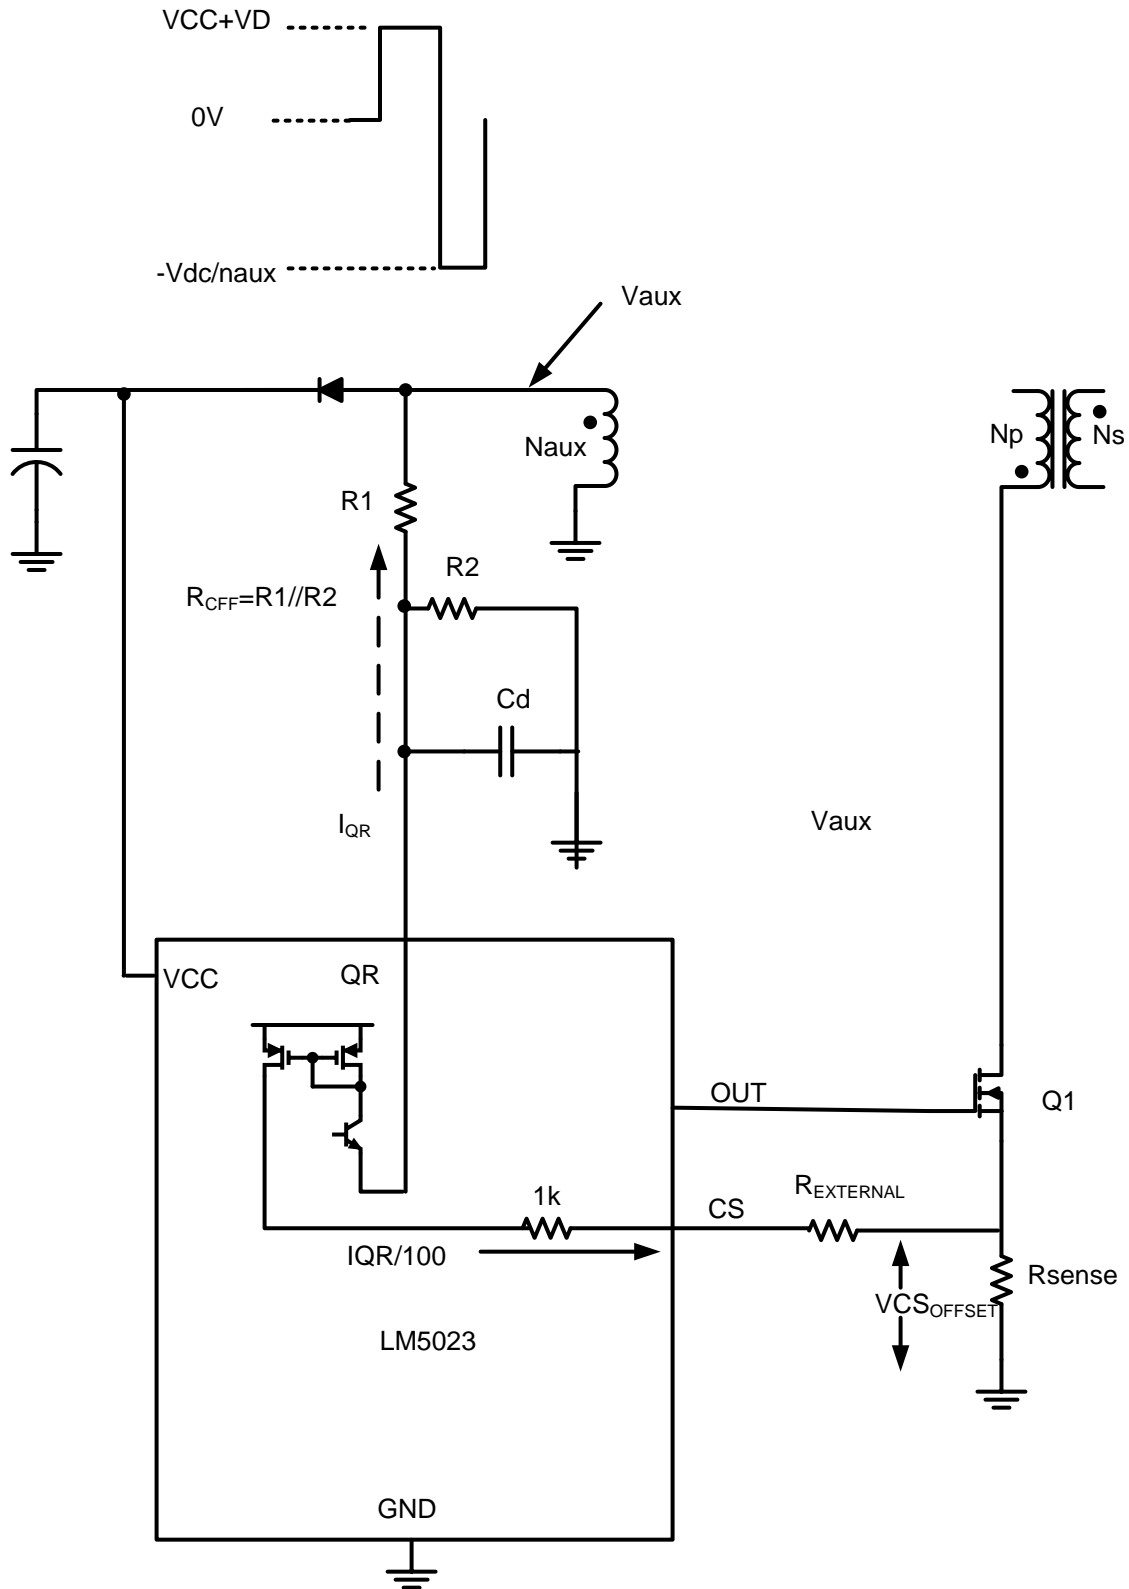 VCC+VD
0V
-Vdc/naux
Vaux
Naux
Np
Ns
R1
R2
RCFF=R1//R2
Cd
IQR
Vaux
VCC
QR
OUT
Q1
1k
CS
REXTERNAL
IQR/100
Rsense
VCSOFFSET
LM5023
GND